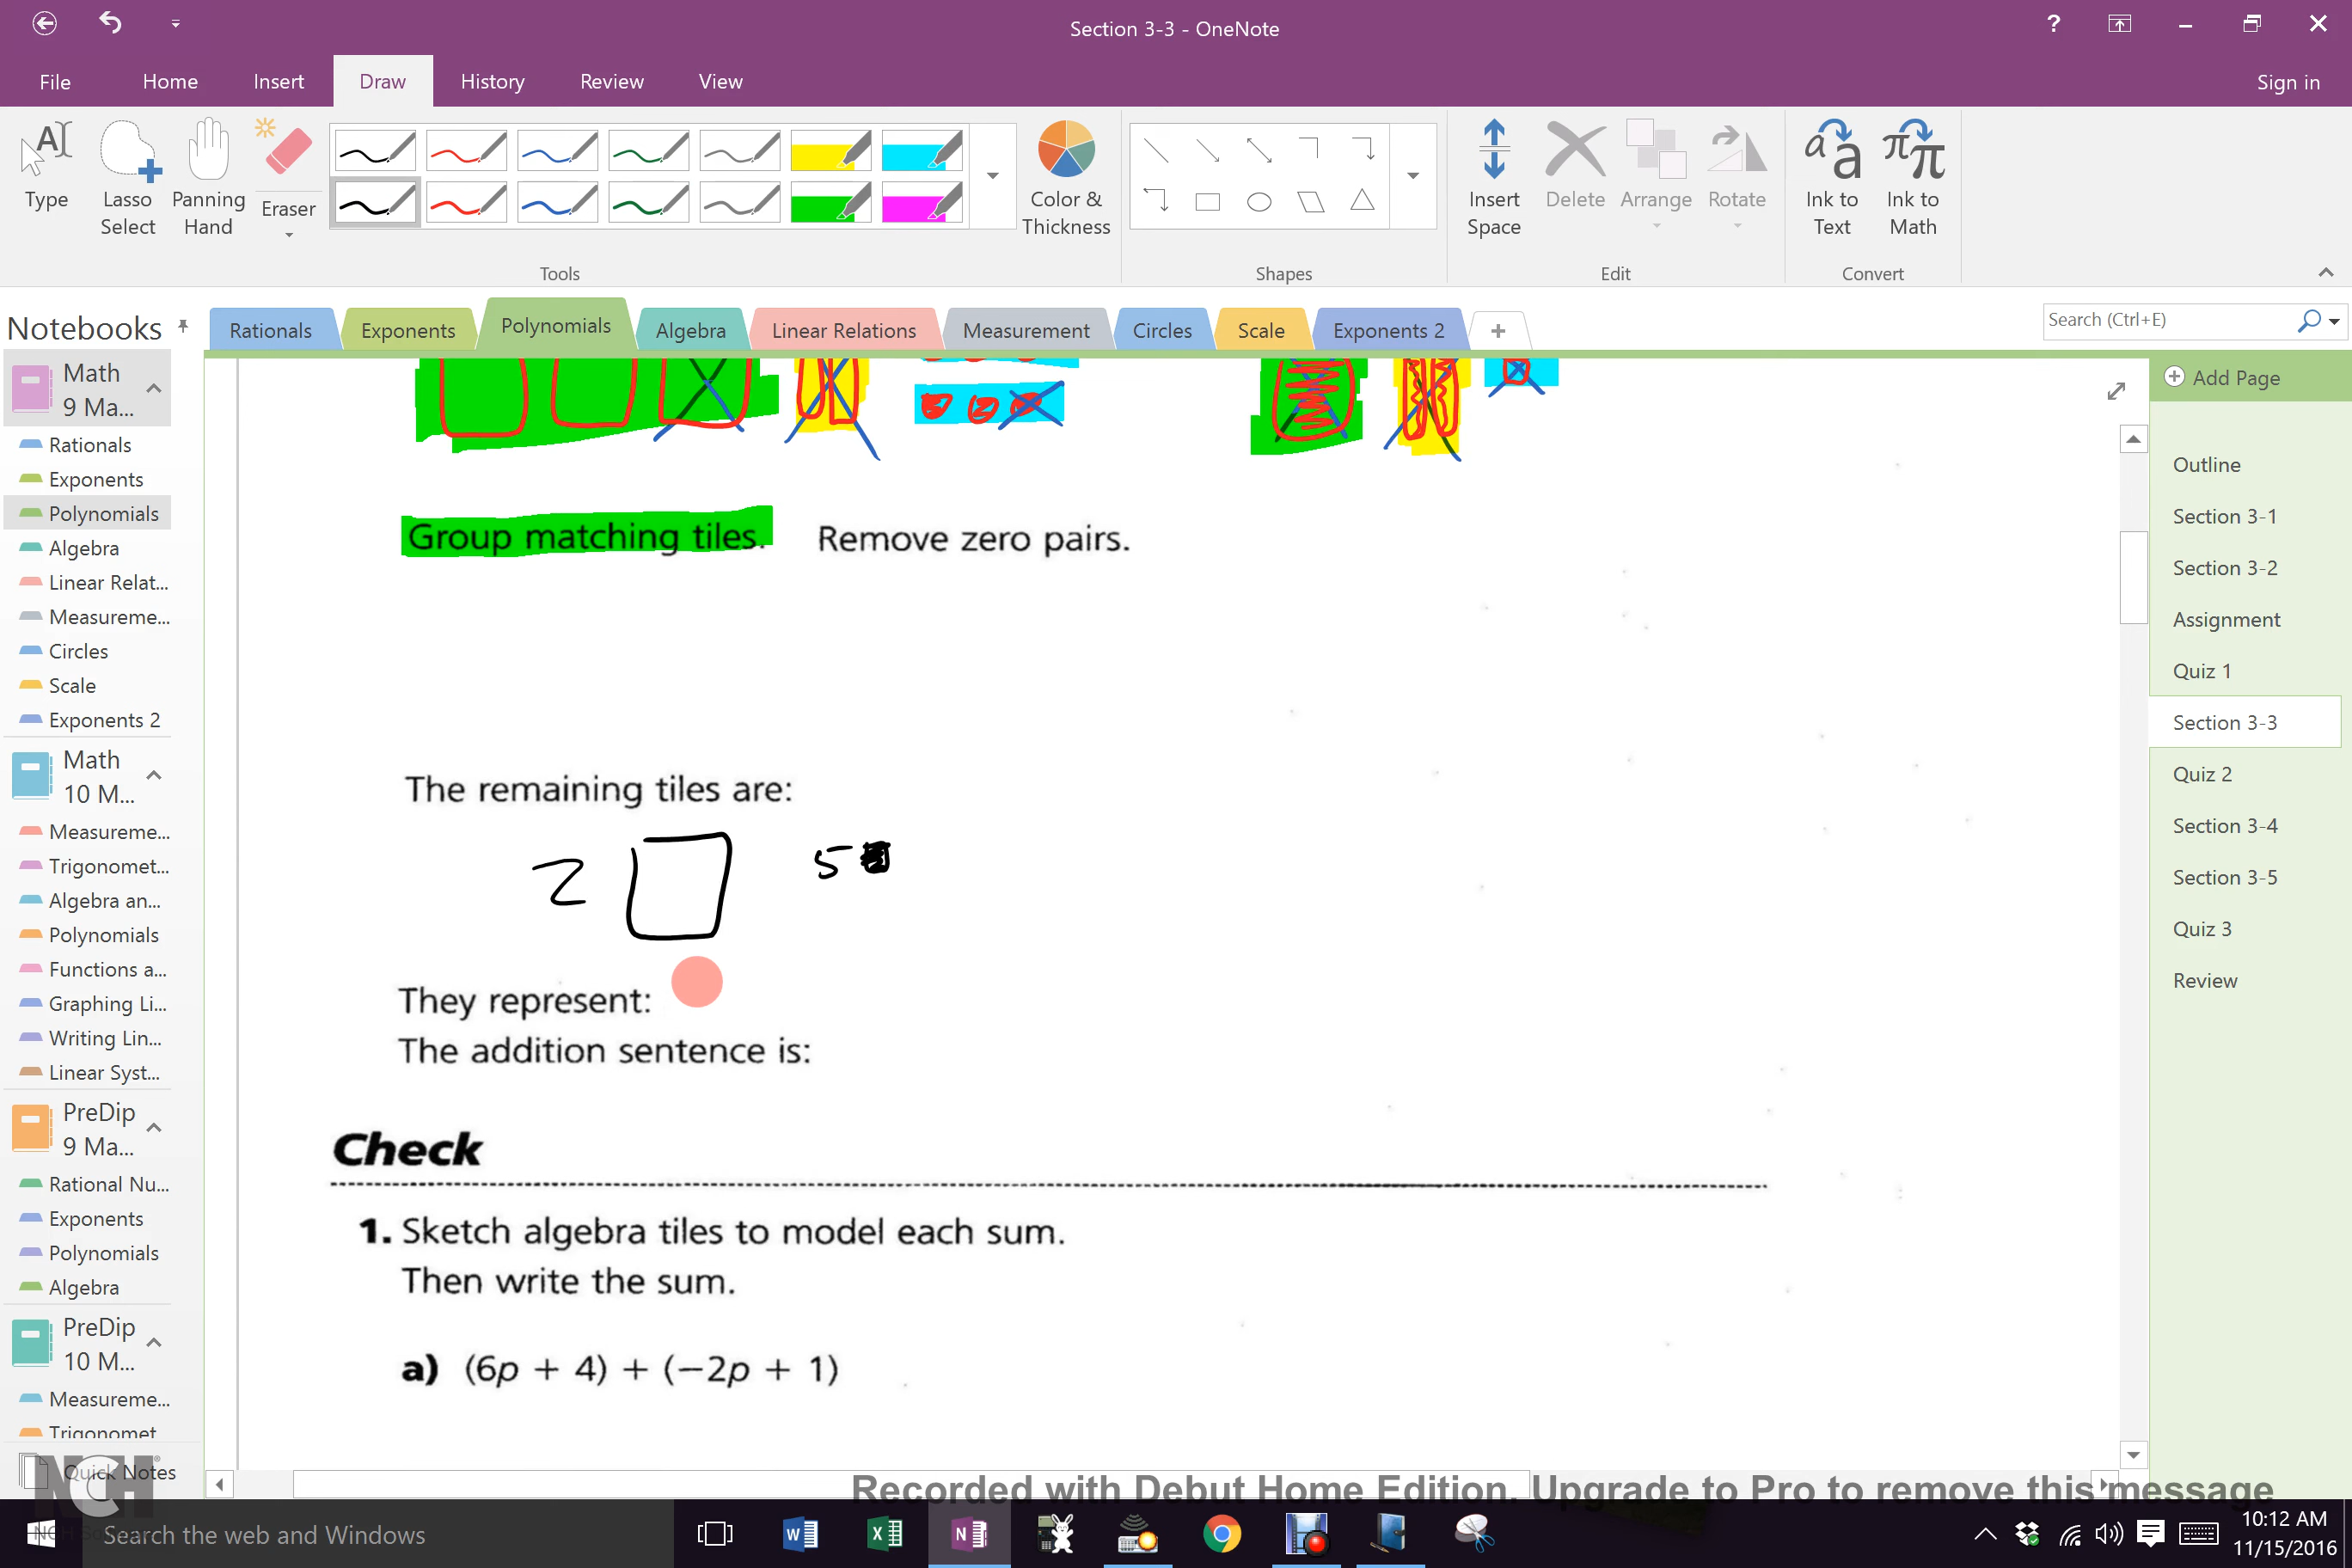 Section 3-3 - OneNote
?
File Home Insert Draw History Review View Sign in
Type
Lasso Select
Panning Hand
Eraser
Color & Thickness
Insert Space
Delete
Arrange
Rotate
Ink to Text
Ink to Math
Tools Shapes Edit Convert
Notebooks
Rationals Exponents Polynomials Algebra Linear Relations Measurement Circles Scale Exponents 2 +
Search (Ctrl+E)
Math 9 Ma...
Rationals
Exponents
Polynomials
Algebra
Linear Relat...
Measureme...
Circles
Scale
Exponents 2
Math 10 M...
Measureme...
Trigonomet...
Algebra an...
Polynomials
Functions a...
Graphing Li...
Writing Lin...
Linear Syst...
PreDip 9 Ma...
Rational Nu...
Exponents
Polynomials
Algebra
PreDip 10 M...
Measureme...
Trigonomet
Quick Notes
Group matching tiles. Remove zero pairs.
The remaining tiles are:
2 5
They represent:
The addition sentence is:
Check
1. Sketch algebra tiles to model each sum.
Then write the sum.
a) (6p + 4) + (−2p + 1)
Add Page
Outline
Section 3-1
Section 3-2
Assignment
Quiz 1
Section 3-3
Quiz 2
Section 3-4
Section 3-5
Quiz 3
Review
NCH
Recorded with Debut Home Edition. Upgrade to Pro to remove this message
Search the web and Windows
10:12 AM
11/15/2016